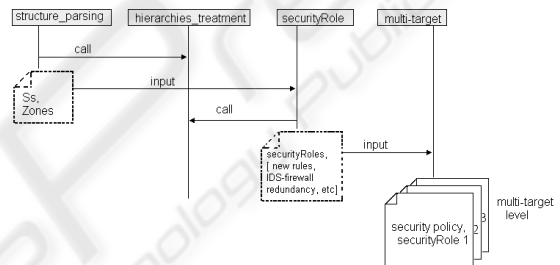 structure_parsing
hierarchies_treatment
securityRole
multi-target
call
input
Ss,
Zones
call
securityRoles,
[ new rules,
IDS-firewall
redundancy, etc]
input
multi-target
level
3
2
security policy,
securityRole 1